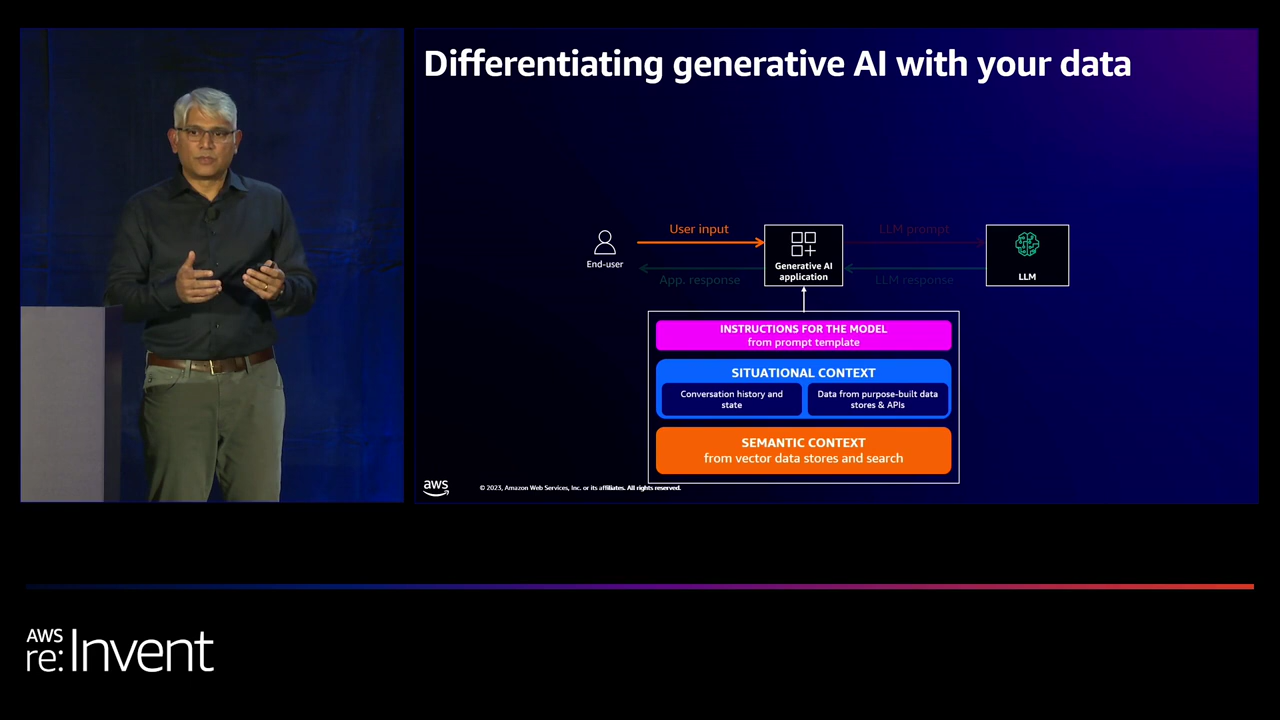 Differentiating generative AI with your data
User input
LLM prompt
End-user
Generative AI
application
App. response
LLM response
LLM
INSTRUCTIONS FOR THE MODEL
from prompt template
SITUATIONAL CONTEXT
Conversation history and
state
Data from purpose-built data
stores & APIs
SEMANTIC CONTEXT
from vector data stores and search
aws
© 2023, Amazon Web Services, Inc. or its affiliates. All rights reserved.
AWS
re:Invent